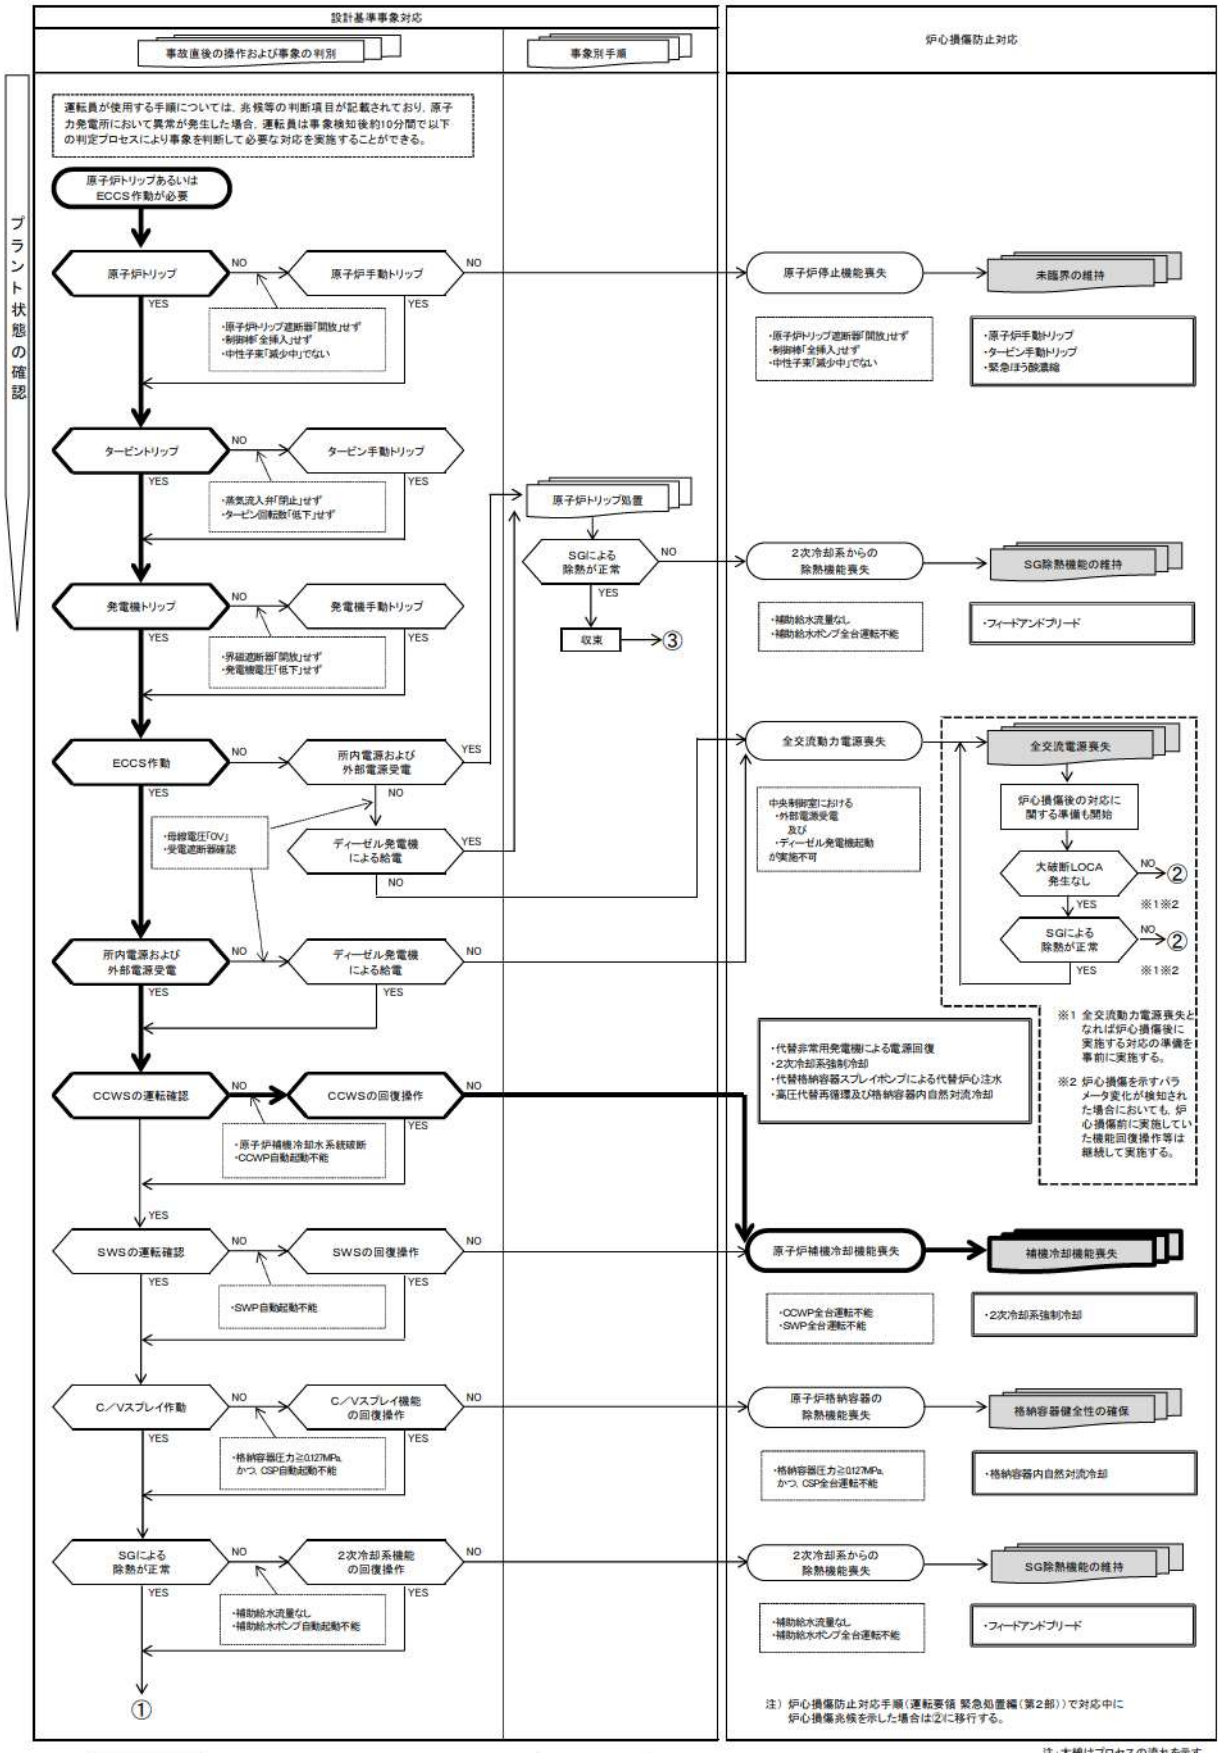 設計基準事象対応
炉心損傷防止対応
事故直後の操作および事象の判別
事象別手順
プラント状態の確認
運転員が使用する手順については、兆候等の判断項目が記載されており、原子
力発電所において異常が発生した場合、運転員は事象検知後約10分間で以下
の判定プロセスにより事象を判断して必要な対応を実施することができる。
原子炉トリップあるいは
ECCS作動が必要
原子炉トリップ
NO
YES
原子炉手動トリップ
NO
YES
・原子炉トリップ遮断器「開放」せず
・制御棒「全挿入」せず
・中性子束「減少中」でない
原子炉停止機能喪失
未臨界の維持
・原子炉トリップ遮断器「開放」せず
・制御棒「全挿入」せず
・中性子束「減少中」でない
・原子炉手動トリップ
・タービン手動トリップ
・緊急ほう酸濃縮
タービントリップ
NO
YES
タービン手動トリップ
YES
・蒸気流入弁「閉止」せず
・タービン回転数「低下」せず
原子炉トリップ処置
SGによる
除熱が正常
NO
YES
収束
③
2次冷却系からの
除熱機能喪失
SG除熱機能の維持
・補助給水流量なし
・補助給水ポンプ全台運転不能
・フィードアンドブリード
発電機トリップ
NO
YES
発電機手動トリップ
YES
・界磁遮断器「開放」せず
・発電機電圧「低下」せず
ECCS作動
NO
YES
所内電源および
外部電源受電
YES
NO
・母線電圧「0V」
・受電遮断器確認
ディーゼル発電機
による給電
YES
NO
全交流動力電源喪失
全交流電源喪失
中央制御室における
・外部電源受電
及び
・ディーゼル発電機起動
が実施不可
炉心損傷後の対応に
関する準備も開始
大破断LOCA
発生なし
NO
②
YES
※1※2
SGによる
除熱が正常
NO
②
YES
※1※2
所内電源および
外部電源受電
NO
YES
ディーゼル発電機
による給電
NO
YES
※1 全交流動力電源喪失と
なれば炉心損傷後に
実施する対応の準備を
事前に実施する。
※2 炉心損傷を示すパラ
メータ変化が検知され
た場合においても、炉
心損傷前に実施してい
た機能回復操作等は
継続して実施する。
・代替非常用発電機による電源回復
・2次冷却系強制冷却
・代替格納容器スプレイポンプによる代替炉心注水
・高圧代替再循環及び格納容器内自然対流冷却
CCWSの運転確認
NO
YES
CCWSの回復操作
NO
YES
・原子炉補機冷却水系統破断
・CCWP自動起動不能
SWSの運転確認
NO
YES
SWSの回復操作
NO
YES
・SWP自動起動不能
原子炉補機冷却機能喪失
補機冷却機能喪失
・CCWP全台運転不能
・SWP全台運転不能
・2次冷却系強制冷却
C/Vスプレイ作動
NO
YES
C/Vスプレイ機能
の回復操作
NO
YES
・格納容器圧力≧0.127MPa、
かつ、CSP自動起動不能
原子炉格納容器の
除熱機能喪失
格納容器健全性の確保
・格納容器圧力≧0.127MPa、
かつ、CSP全台運転不能
・格納容器内自然対流冷却
SGによる
除熱が正常
NO
YES
2次冷却系機能
の回復操作
NO
YES
・補助給水流量なし
・補助給水ポンプ自動起動不能
2次冷却系からの
除熱機能喪失
SG除熱機能の維持
・補助給水流量なし
・補助給水ポンプ全台運転不能
・フィードアンドブリード
①
注) 炉心損傷防止対応手順(運転要領 緊急処置編(第2部))で対応中に
炉心損傷兆候を示した場合は②に移行する。
注:太線はプロセスの流れを示す